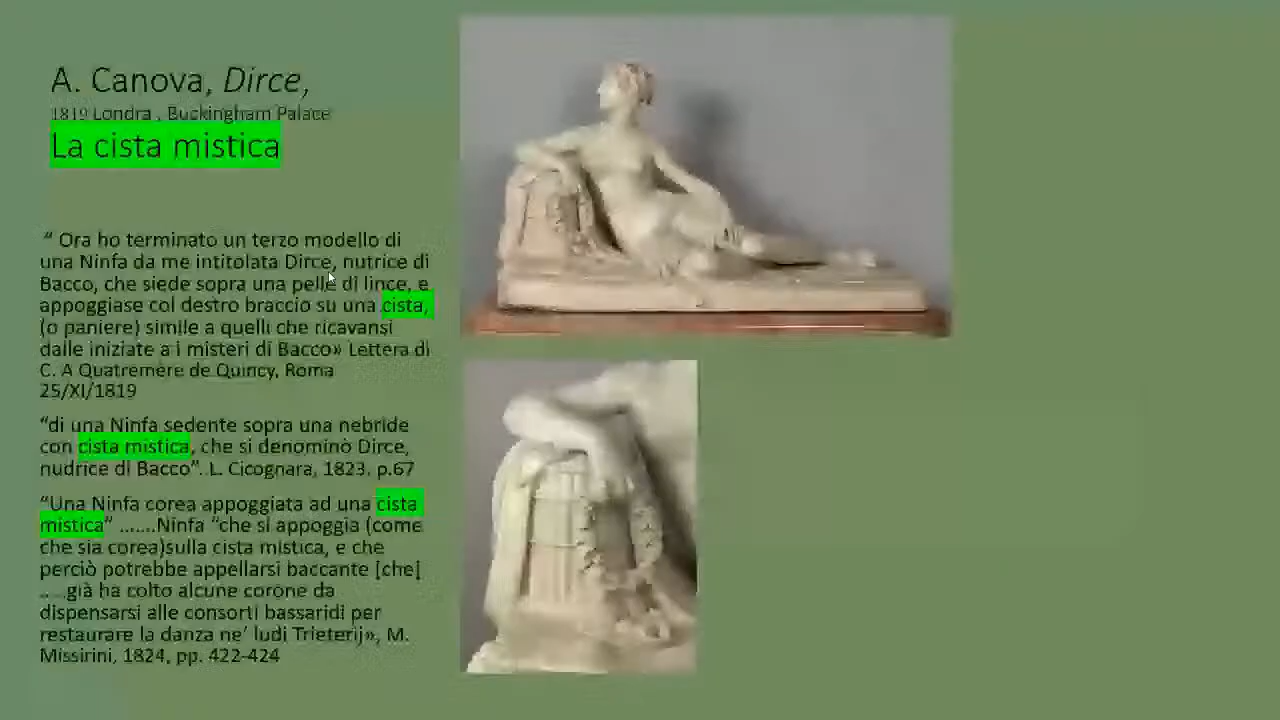 A. Canova, Dirce,
1819 Londra , Buckingham Palace
La cista mistica
“ Ora ho terminato un terzo modello di
una Ninfa da me intitolata Dirce, nutrice di
Bacco, che siede sopra una pelle di lince, e
appoggiase col destro braccio su una cista,
(o paniere) simile a quelli che ricavansi
dalle iniziate a i misteri di Bacco» Lettera di
C. A Quatremère de Quincy, Roma
25/XI/1819
“di una Ninfa sedente sopra una nebride
con cista mistica, che si denominò Dirce,
nudrice di Bacco”. L. Cicognara, 1823. p.67
“Una Ninfa corea appoggiata ad una cista
mistica” …….Ninfa “che si appoggia (come
che sia corea)sulla cista mistica, e che
perciò potrebbe appellarsi baccante [che[
…..già ha colto alcune corone da
dispensarsi alle consorti bassaridi per
restaurare la danza ne’ ludi Trieterij», M.
Missirini, 1824, pp. 422-424